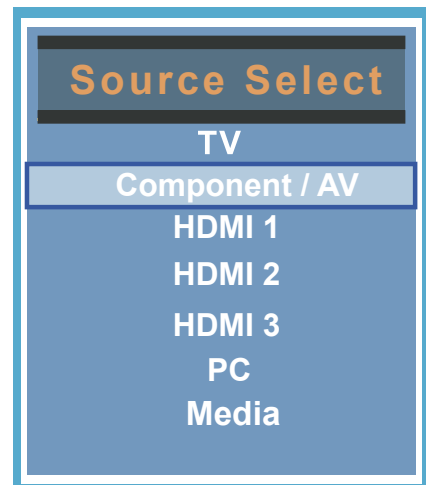 Source Select
TV
Component / AV
HDMI 1
HDMI 2
HDMI 3
PC
Media